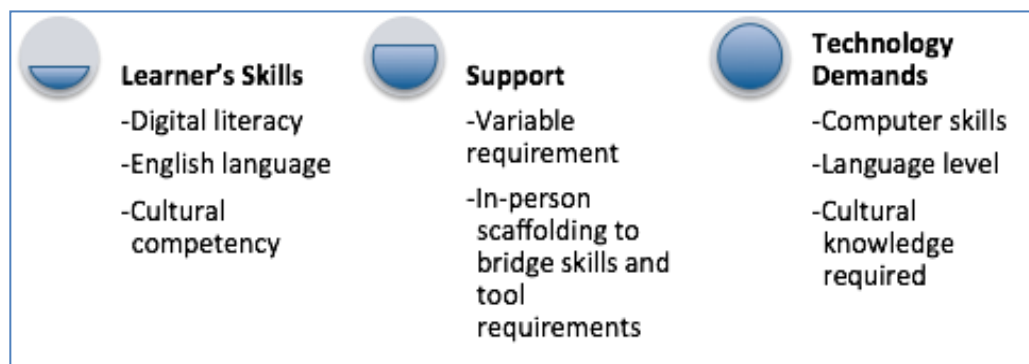 Learner’s Skills
-Digital literacy
-English language
-Cultural
competency
Support
-Variable
requirement
-In-person
scaffolding to
bridge skills and
tool
requirements
Technology
Demands
-Computer skills
-Language level
-Cultural
knowledge
required